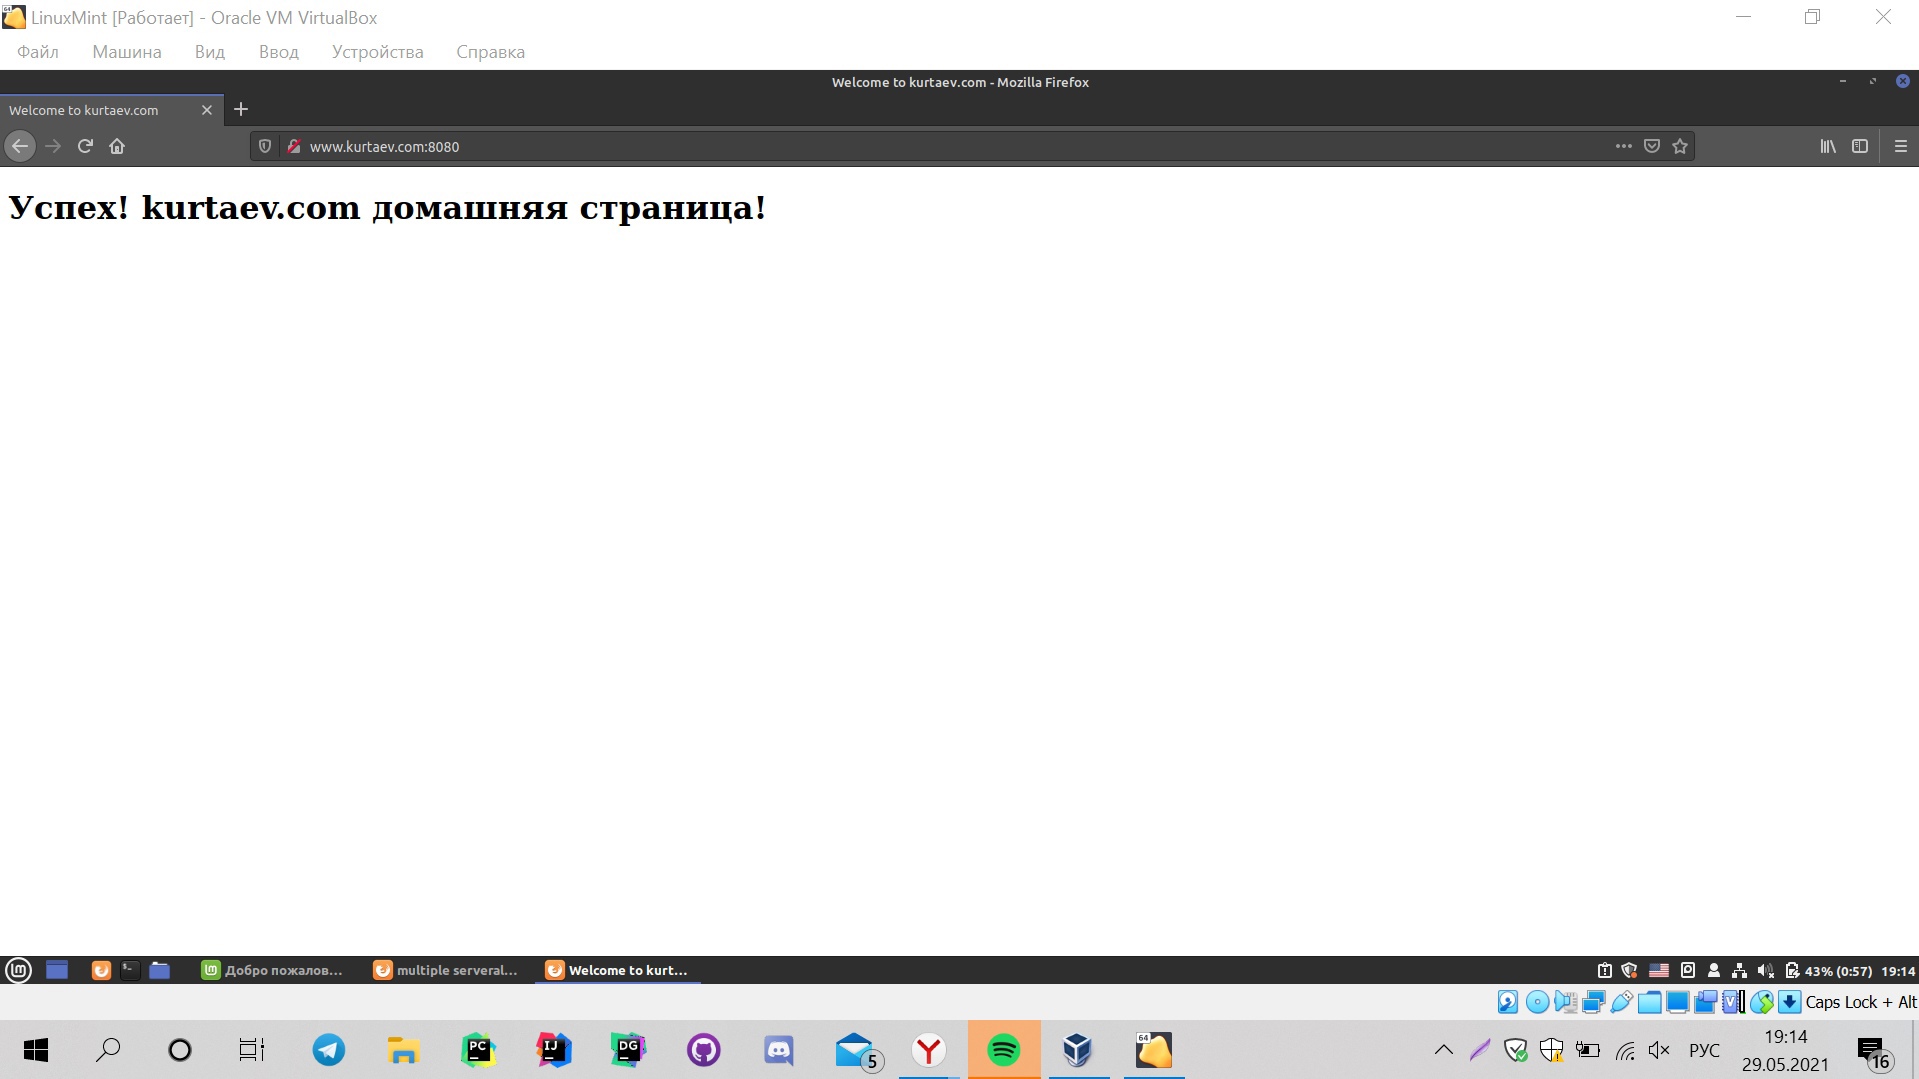 LinuxMint [Работает] - Oracle VM VirtualBox
Файл Машина Вид Ввод Устройства Справка
Welcome to kurtaev.com - Mozilla Firefox
Welcome to kurtaev.com
www.kurtaev.com:8080
Успех! kurtaev.com домашняя страница!
Добро пожалов... multiple serveral... Welcome to kurt... 43% (0:57) 19:14
Caps Lock + Alt
PC IJ DG 5 64 РУС 19:14
29.05.2021 16